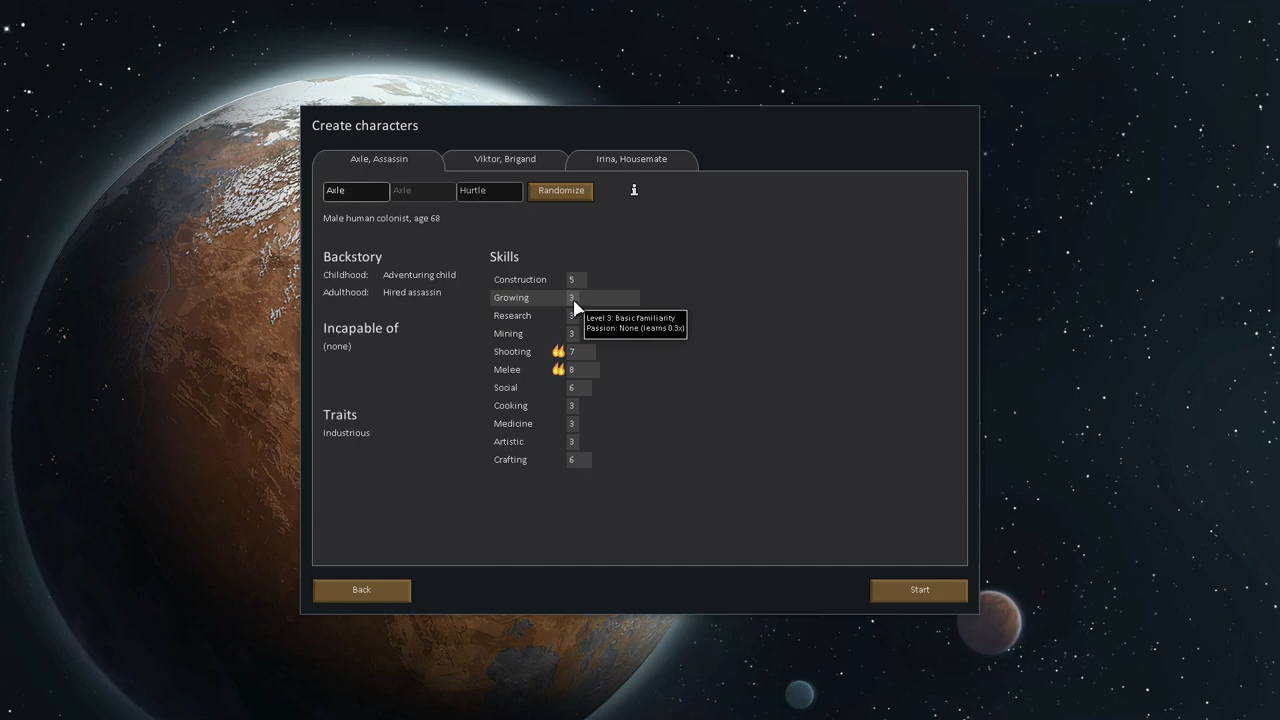 Create characters
Axle, Assassin Viktor, Brigand Irina, Housemate
Axle Axle Hurtle Randomize i
Male human colonist, age 68
Backstory
Childhood: Adventuring child
Adulthood: Hired assassin
Incapable of
(none)
Traits
Industrious
Skills
Construction 5
Growing 3
Research 3
Mining 3
Shooting 7
Melee 8
Social 6
Cooking 3
Medicine 3
Artistic 3
Crafting 6
Level 3: Basic familiarity
Passion: None (learns 0.3x)
Back Start